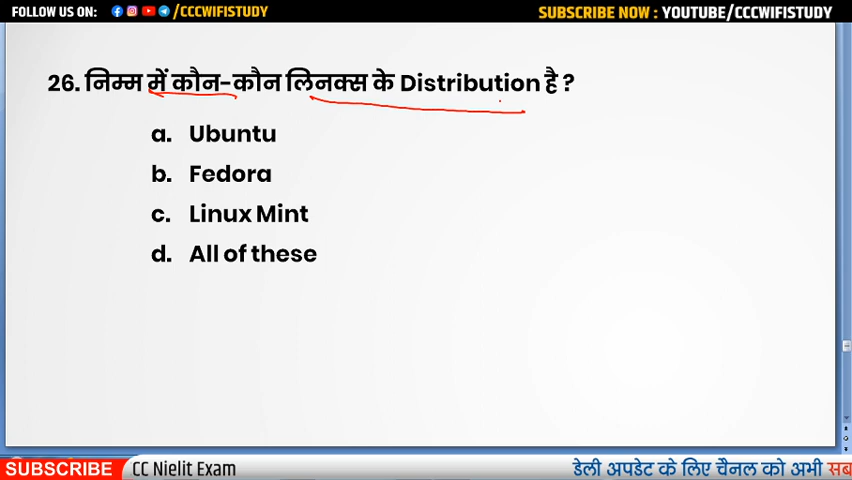 FOLLOW US ON: /CCCWIFISTUDY SUBSCRIBE NOW : YOUTUBE/CCCWIFISTUDY
26. निम्म में कौन-कौन लिनक्स के Distribution है ?
a. Ubuntu
b. Fedora
c. Linux Mint
d. All of these
SUBSCRIBE CC Nielit Exam डेली अपडेट के लिए चैनल को अभी सब